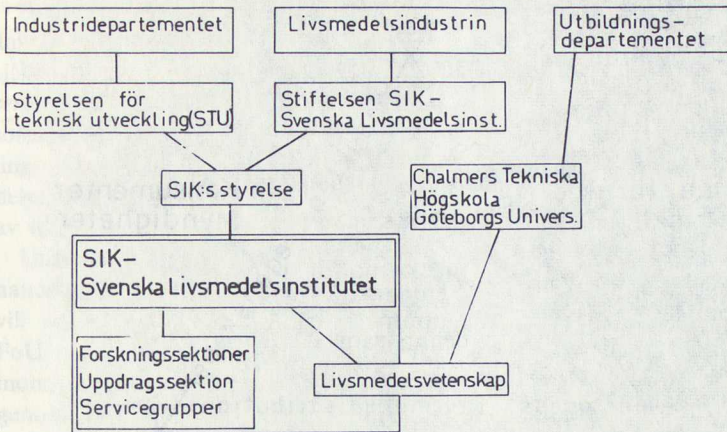 Industridepartementet
Livsmedelsindustrin
Utbildnings-
departementet
Styrelsen för
teknisk utveckling(STU)
Stiftelsen SIK-
Svenska Livsmedelsinst.
SIK:s styrelse
Chalmers Tekniska
Högskola
Göteborgs Univers.
SIK-
Svenska Livsmedelsinstitutet
Forskningssektioner
Uppdragssektion
Servicegrupper
Livsmedelsvetenskap